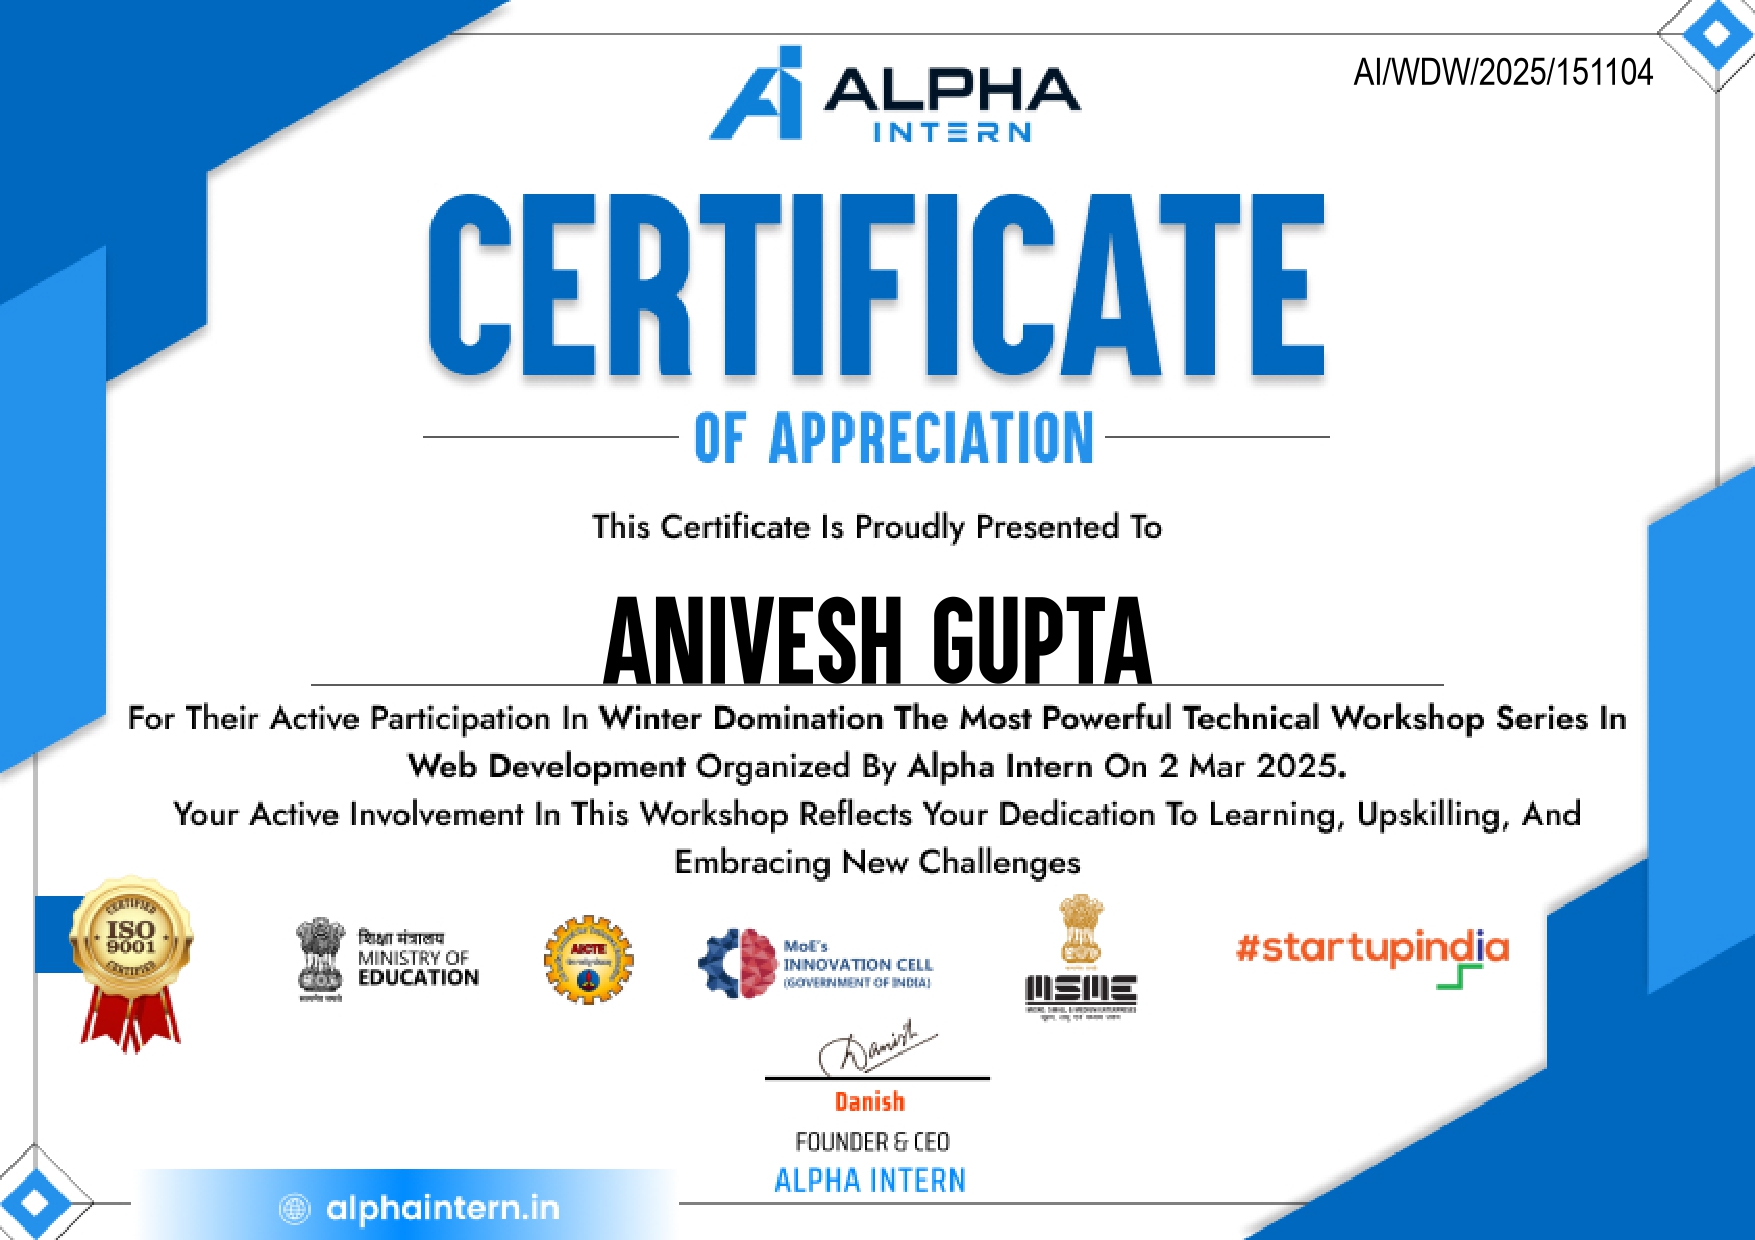 AI/WDW/2025/151104
ALPHA
INTERN
CERTIFICATE
OF APPRECIATION
This Certificate Is Proudly Presented To
ANIVESH GUPTA
For Their Active Participation In Winter Domination The Most Powerful Technical Workshop Series In
Web Development Organized By Alpha Intern On 2 Mar 2025.
Your Active Involvement In This Workshop Reflects Your Dedication To Learning, Upskilling, And
Embracing New Challenges
CERTIFIED
ISO
9001
CERTIFIED
शिक्षा मंत्रालय
MINISTRY OF
EDUCATION
AICTE
MoE's
INNOVATION CELL
(GOVERNMENT OF INDIA)
MSME
MICRO, SMALL & MEDIUM ENTERPRISES
#startupindia
Danish
Danish
FOUNDER & CEO
ALPHA INTERN
alphaintern.in